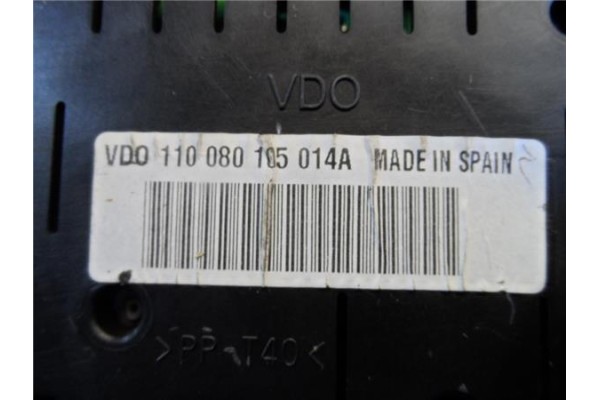 VDO
VDO 110 080 105 014A MADE IN SPAIN
>PP-T40<